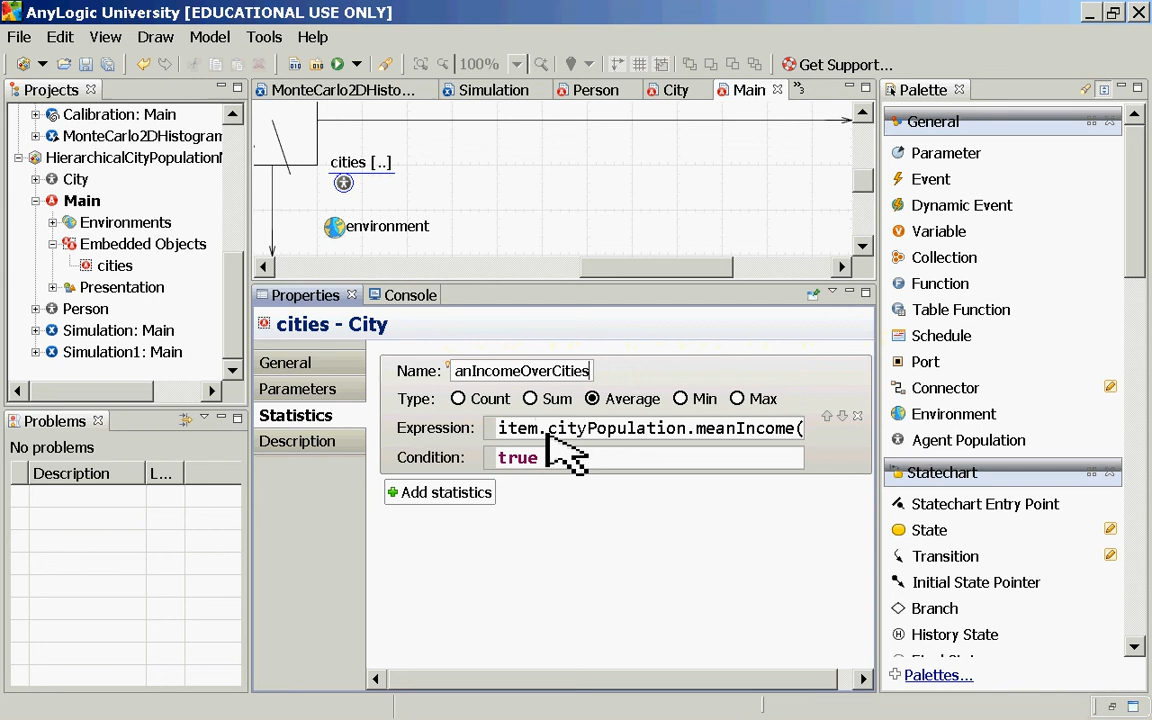 AnyLogic University [EDUCATIONAL USE ONLY]
File Edit View Draw Model Tools Help
100% Get Support...
Projects
Calibration: Main
MonteCarlo2DHistogram
HierarchicalCityPopulation
City
Main
Environments
Embedded Objects
cities
Presentation
Person
Simulation: Main
Simulation1: Main
MonteCarlo2DHisto... Simulation Person City Main »3
cities [..]
environment
Properties Console
cities - City
General
Parameters
Statistics
Description
Name: anIncomeOverCities
Type: Count Sum Average Min Max
Expression: item.cityPopulation.meanIncome(
Condition: true
Add statistics
Problems
No problems
Description L...
Palette
General
Parameter
Event
Dynamic Event
Variable
Collection
Function
Table Function
Schedule
Port
Connector
Environment
Agent Population
Statechart
Statechart Entry Point
State
Transition
Initial State Pointer
Branch
History State
Palettes...